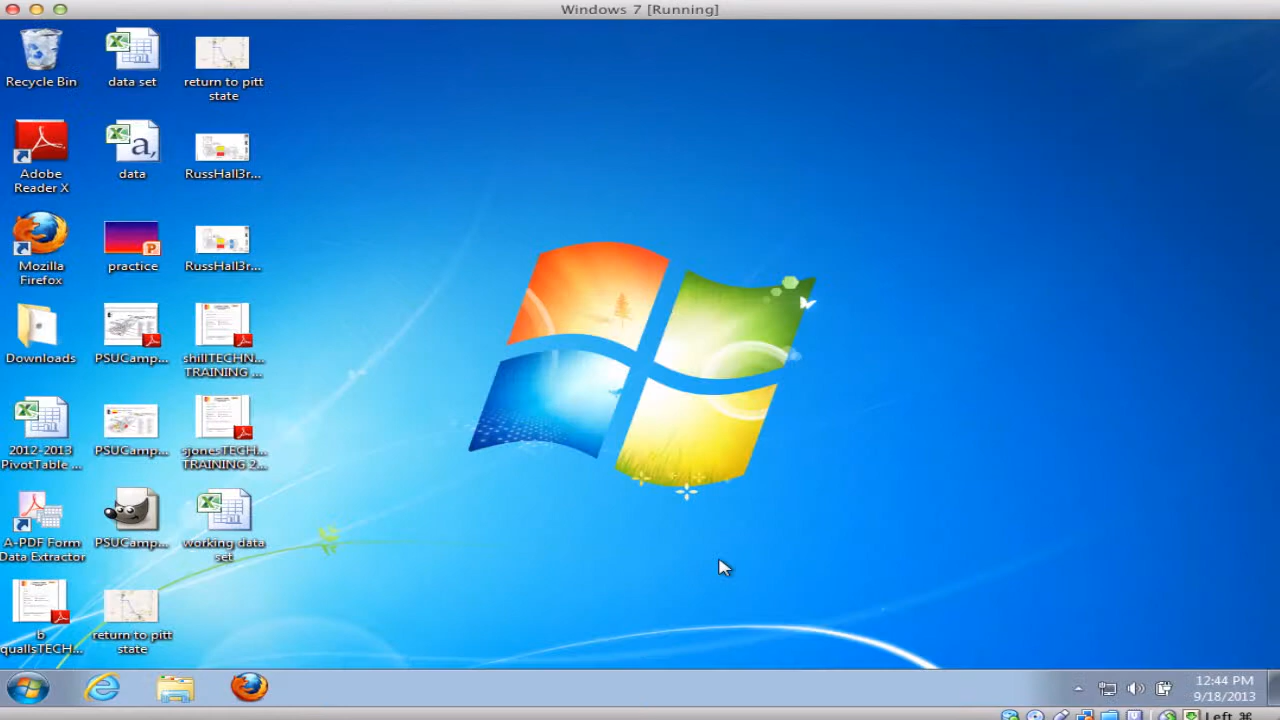 Windows 7 [Running]
Recycle Bin
data set
return to pitt
state
Adobe
Reader X
data
RussHall3r...
Mozilla
Firefox
practice
RussHall3r...
Downloads
PSUCamp...
shillTECHN...
TRAINING ...
2012-2013
PivotTable ...
PSUCamp...
sjonesTECH...
TRAINING 2...
A-PDF Form
Data Extractor
PSUCamp...
working data
set
b
quallsTECH...
return to pitt
state
12:44 PM
9/18/2013
Left ⌘